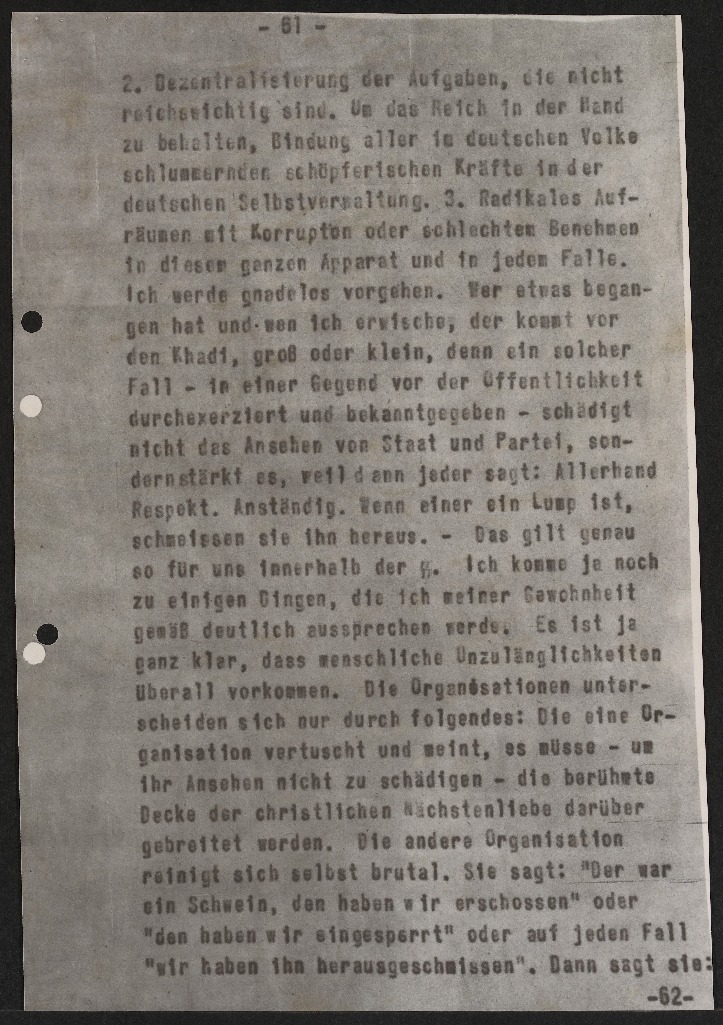 - 61 -
2. Dezentralisierung der Aufgaben, die nicht
reichswichtig sind. Um das Reich in der Hand
zu behalten, Bindung aller im deutschen Volke
schlummernden schöpferischen Kräfte in der
deutschen Selbstverwaltung. 3. Radikales Auf-
räumen mit Korrupton oder schlechtem Benehmen
in diesem ganzen Apparat und in jedem Falle.
Ich werde gnadelos vorgehen. Wer etwas began-
gen hat und wen ich erwische, der kommt vor
den Khadi, groß oder klein, denn ein solcher
Fall - in einer Gegend vor der Öffentlichkeit
durchexerziert und bekanntgegeben - schädigt
nicht das Ansehen von Staat und Partei, son-
dern stärkt es, weil dann jeder sagt: Allerhand
Respekt. Anständig. Wenn einer ein Lump ist,
schmeissen sie ihn heraus. - Das gilt genau
so für uns innerhalb der ᛋᛋ. Ich komme ja noch
zu einigen Dingen, die ich meiner Gewohnheit
gemäß deutlich aussprechen werde. Es ist ja
ganz klar, dass menschliche Unzulänglichkeiten
überall vorkommen. Die Organisationen unter-
scheiden sich nur durch folgendes: Die eine Or-
ganisation vertuscht und meint, es müsse - um
ihr Ansehen nicht zu schädigen - die berühmte
Decke der christlichen Nächstenliebe darüber
gebreitet werden. Die andere Organisation
reinigt sich selbst brutal. Sie sagt: "Der war
ein Schwein, den haben wir erschossen" oder
"den haben wir eingesperrt" oder auf jeden Fall
"wir haben ihn herausgeschmissen". Dann sagt sie:
-62-